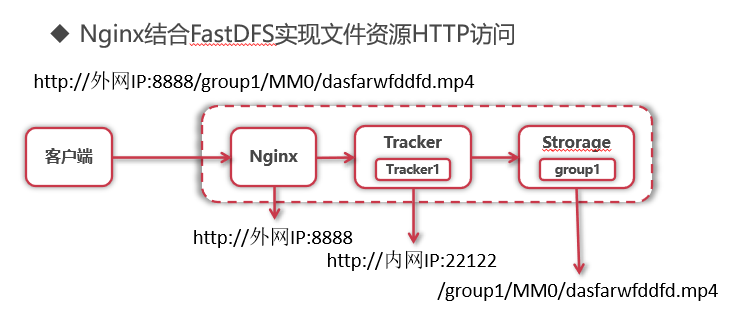 ◆ Nginx结合FastDFS实现文件资源HTTP访问
http://外网IP:8888/group1/MM0/dasfarwfddfd.mp4
客户端
Nginx
Tracker
Tracker1
Strorage
group1
http://外网IP:8888
http://内网IP:22122
/group1/MM0/dasfarwfddfd.mp4